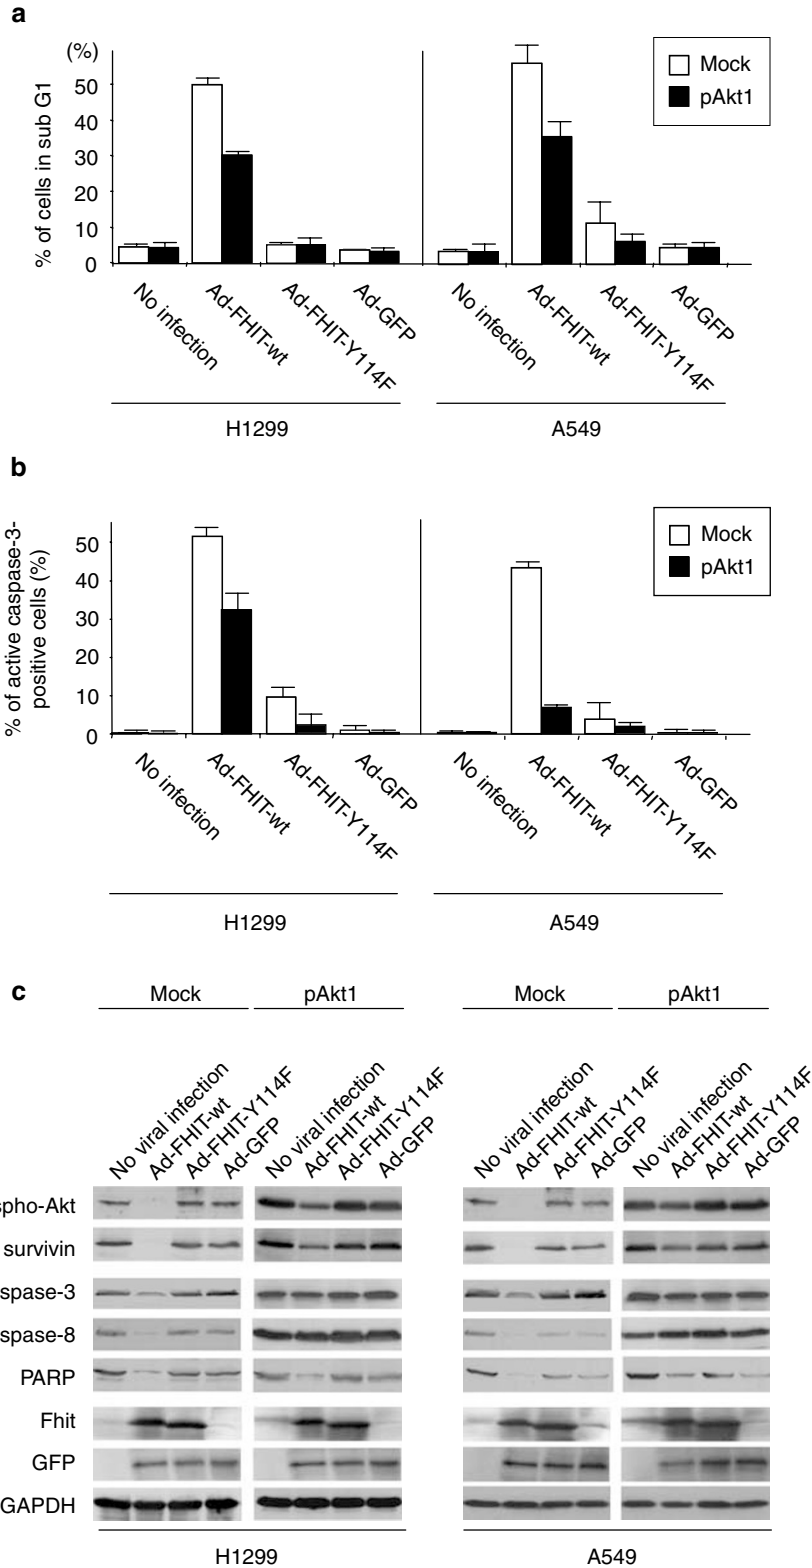 a
(%)
% of cells in sub G1
50
40
30
20
10
0
Mock
pAkt1
No infection
Ad-FHIT-wt
Ad-FHIT-Y114F
Ad-GFP
No infection
Ad-FHIT-wt
Ad-FHIT-Y114F
Ad-GFP
H1299
A549
b
% of active caspase-3-
positive cells (%)
50
40
30
20
10
0
Mock
pAkt1
No infection
Ad-FHIT-wt
Ad-FHIT-Y114F
Ad-GFP
No infection
Ad-FHIT-wt
Ad-FHIT-Y114F
Ad-GFP
H1299
A549
c
Mock
pAkt1
Mock
pAkt1
No viral infection
Ad-FHIT-wt
Ad-FHIT-Y114F
Ad-GFP
No viral infection
Ad-FHIT-wt
Ad-FHIT-Y114F
Ad-GFP
No viral infection
Ad-FHIT-wt
Ad-FHIT-Y114F
Ad-GFP
No viral infection
Ad-FHIT-wt
Ad-FHIT-Y114F
Ad-GFP
spho-Akt
survivin
spase-3
spase-8
PARP
Fhit
GFP
GAPDH
H1299
A549